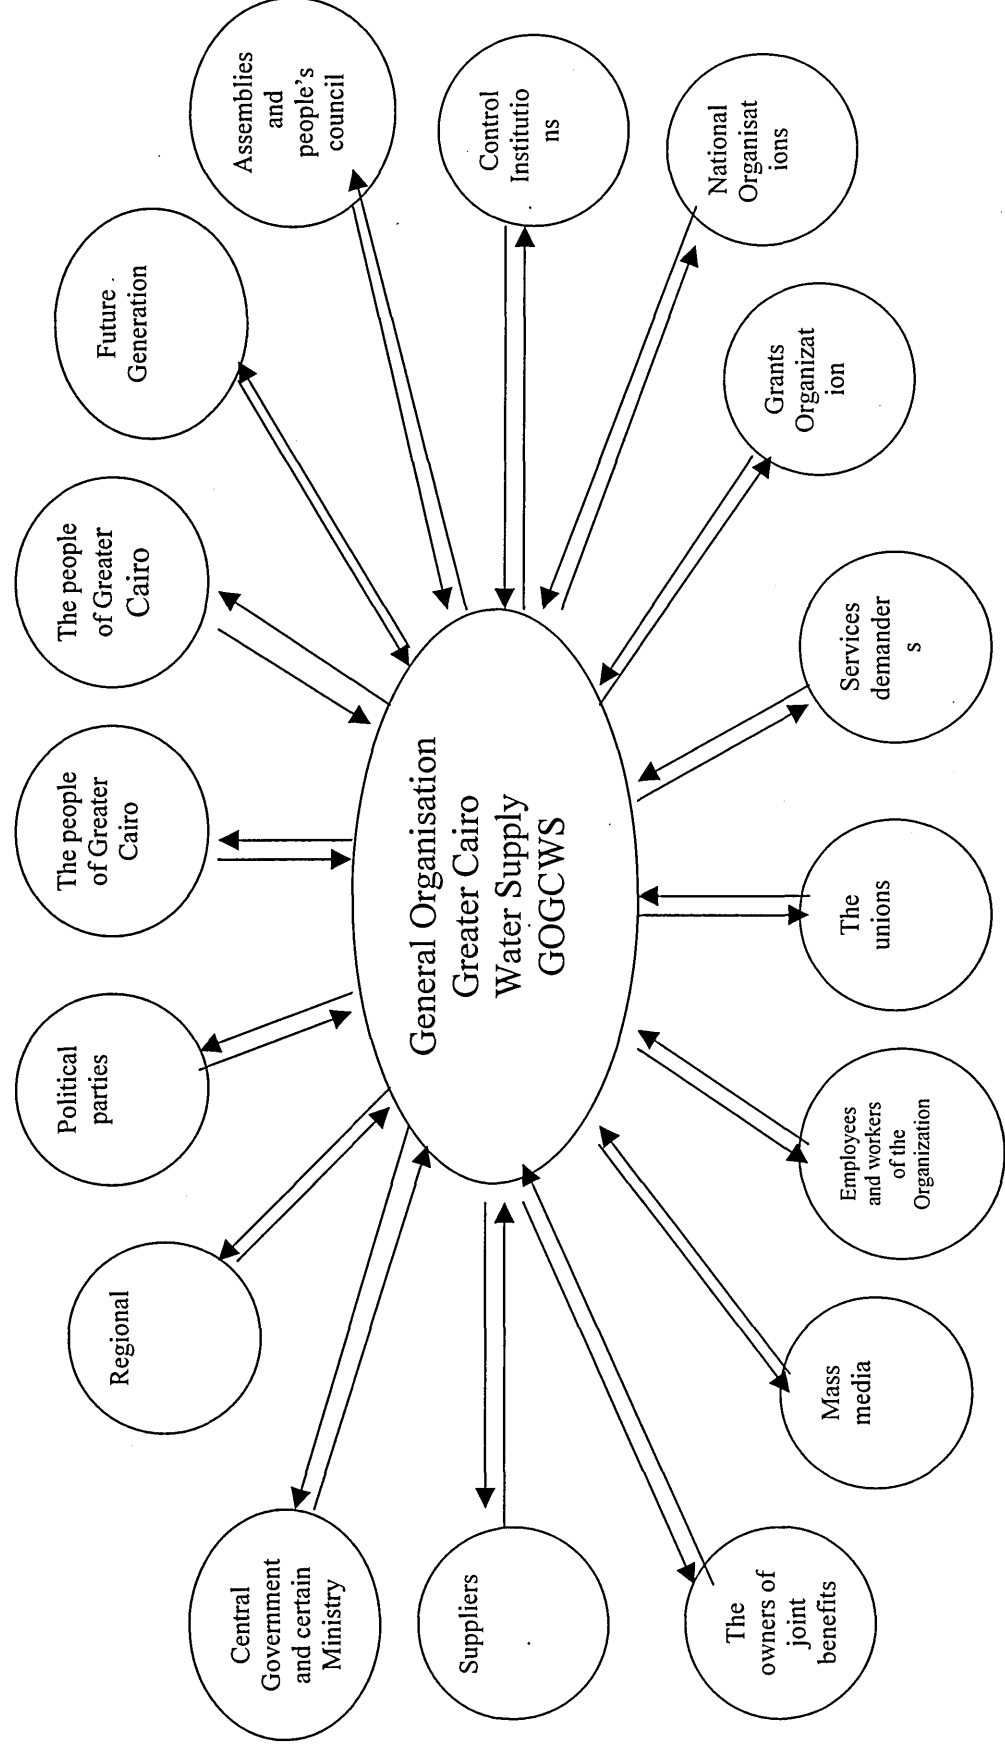 Regional
Political
parties
The people
of Greater
Cairo
The people
of Greater
Cairo
Future
Generation
Central
Government
and certain
Ministry
Assemblies
and
people's
council
General Organisation
Greater Cairo
Water Supply
GOGCWS
Suppliers
Control
Institutio
ns
The
owners of
joint
benefits
National
Organisat
ions
Mass
media
Employees
and workers
of the
Organization
The
unions
Services
demander
s
Grants
Organizat
ion